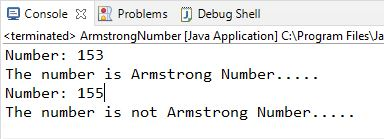 Console Problems Debug Shell
<terminated> ArmstrongNumber [Java Application] C:\Program Files\Ja
Number: 153
The number is Armstrong Number.....
Number: 155
The number is not Armstrong Number.....